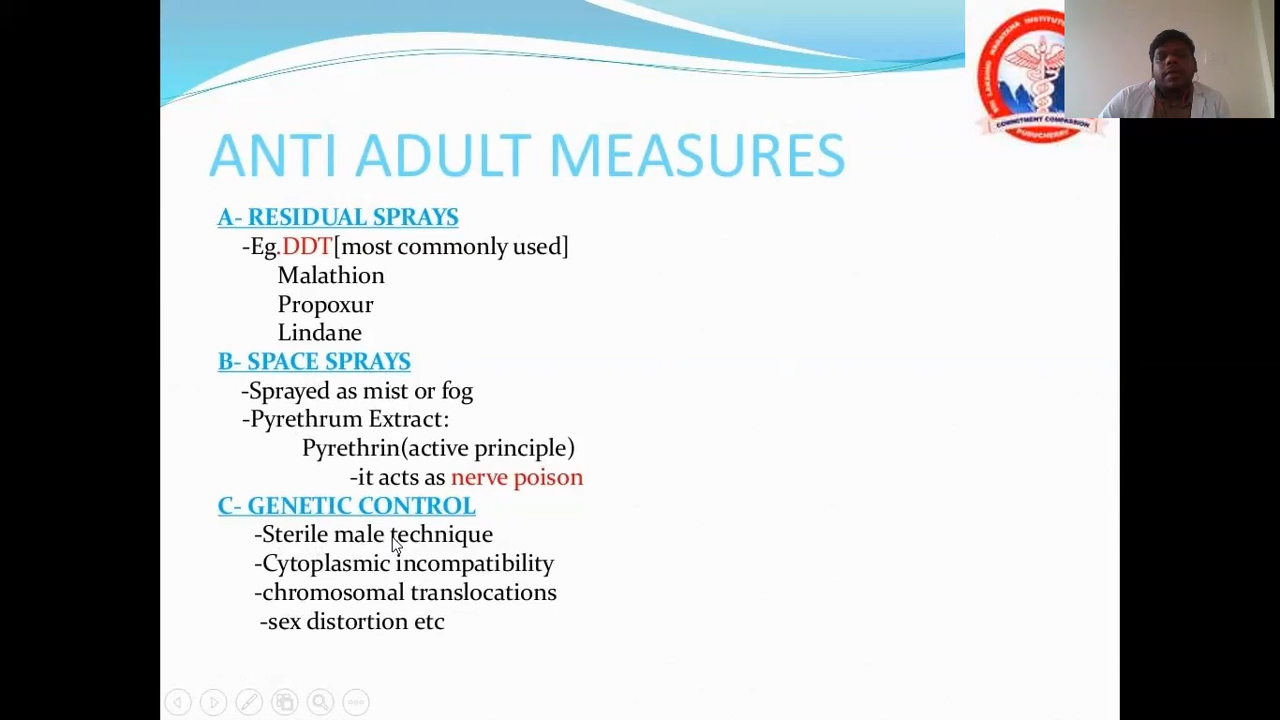 ANTI ADULT MEASURES
A- RESIDUAL SPRAYS
-Eg.DDT[most commonly used]
Malathion
Propoxur
Lindane
B- SPACE SPRAYS
-Sprayed as mist or fog
-Pyrethrum Extract:
Pyrethrin(active principle)
-it acts as nerve poison
C- GENETIC CONTROL
-Sterile male technique
-Cytoplasmic incompatibility
-chromosomal translocations
-sex distortion etc
COMMITMENT COMPASSION